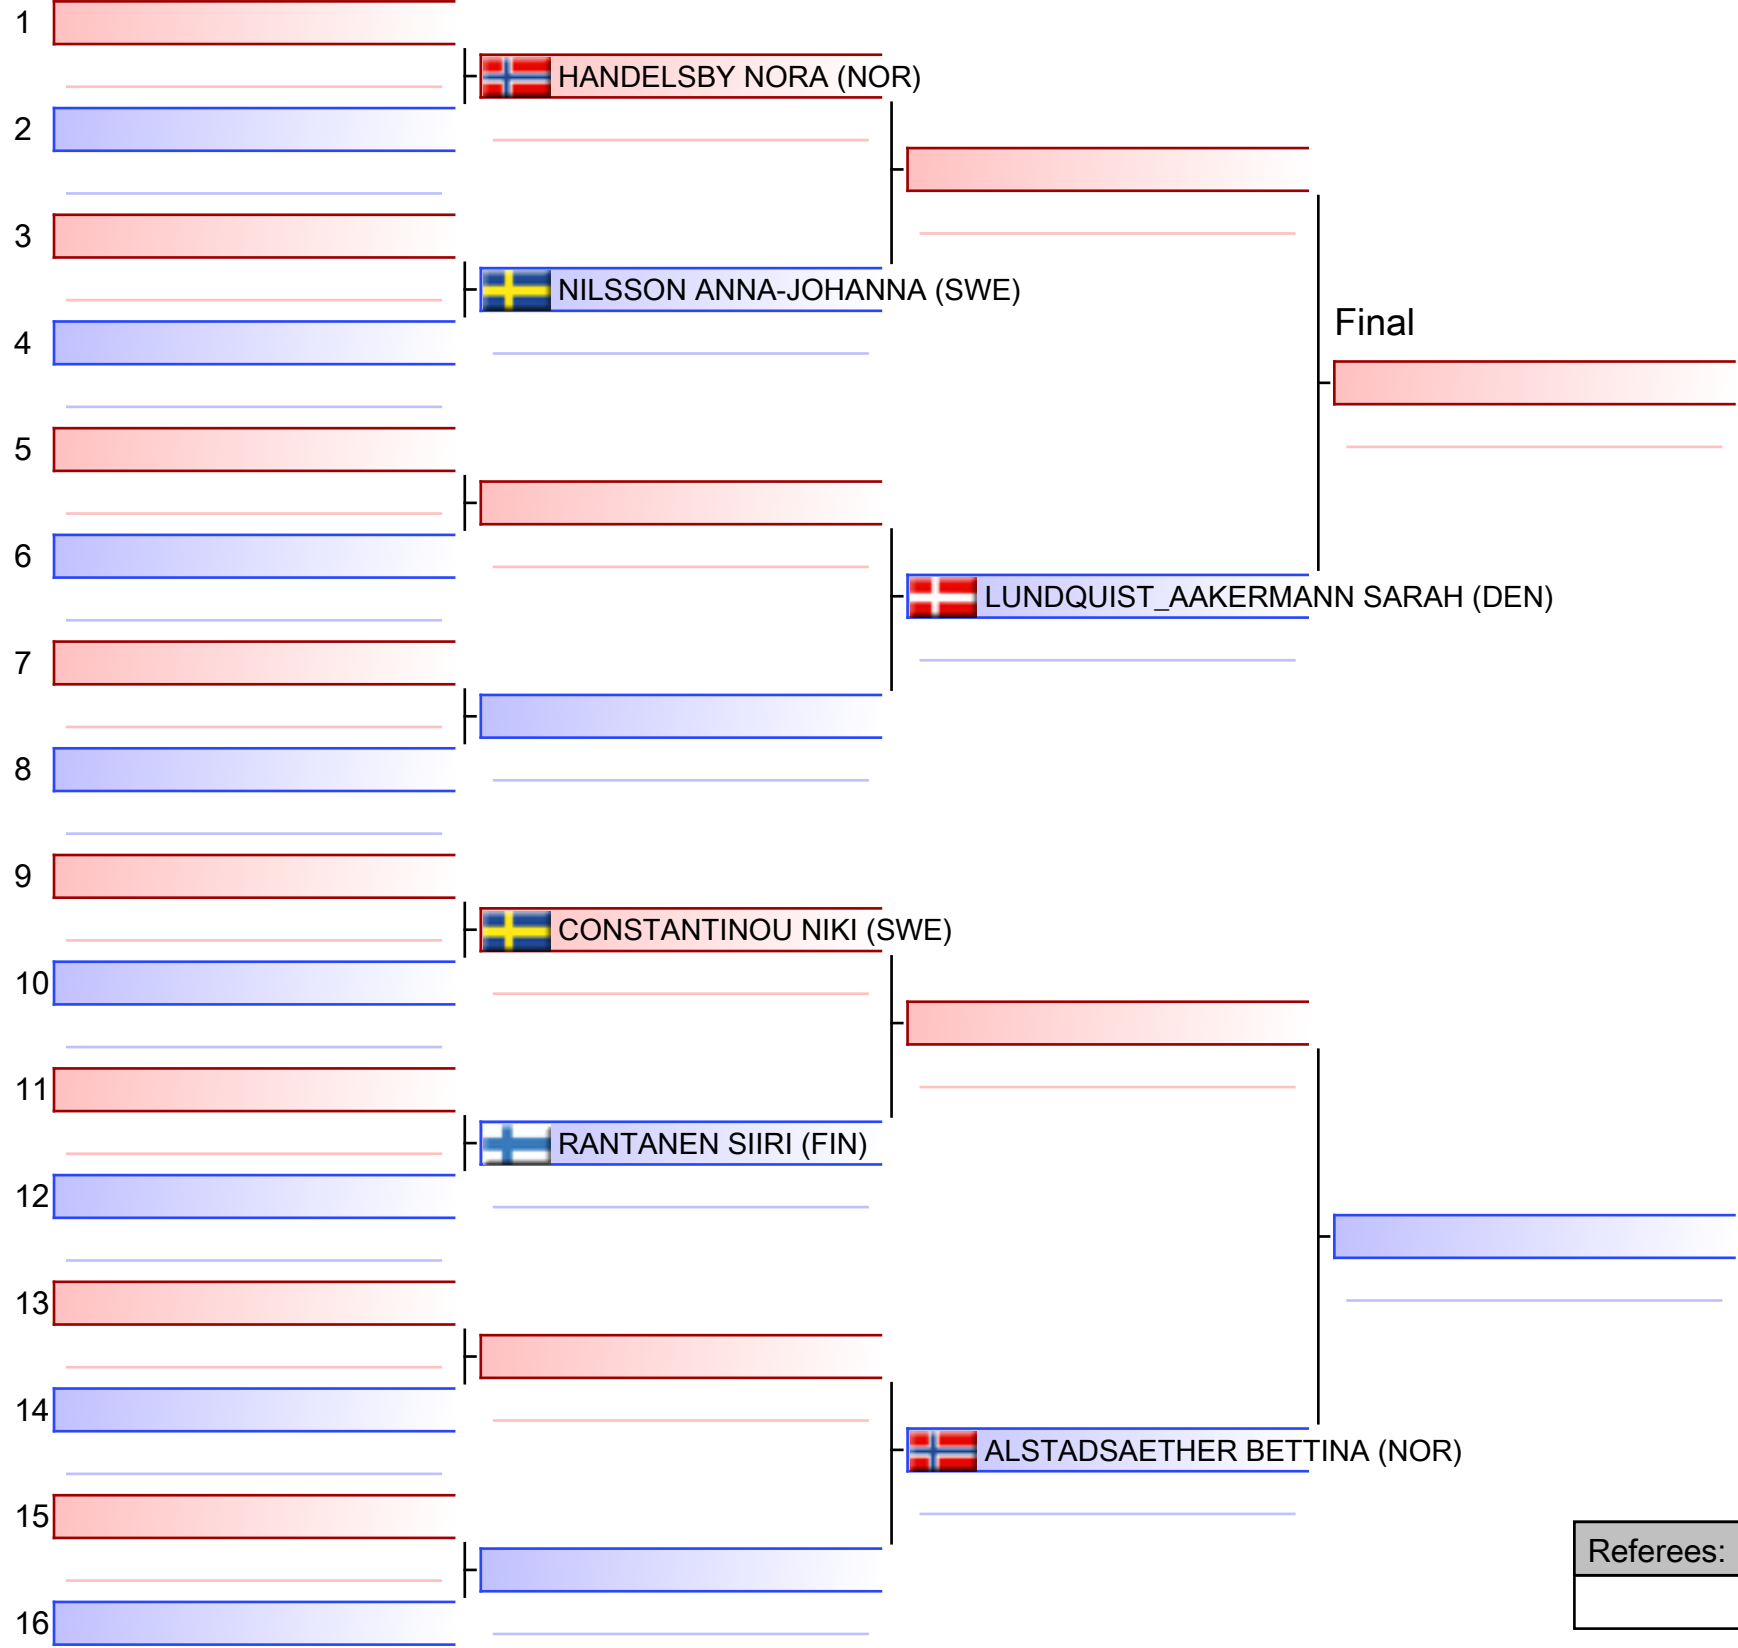 1
HANDELSBY NORA (NOR)
2
3
NILSSON ANNA-JOHANNA (SWE)
4
Final
5
6
LUNDQUIST_AAKERMANN SARAH (DEN)
7
8
9
CONSTANTINOU NIKI (SWE)
10
11
RANTANEN SIIRI (FIN)
12
13
14
ALSTADSAETHER BETTINA (NOR)
15
Referees:
16